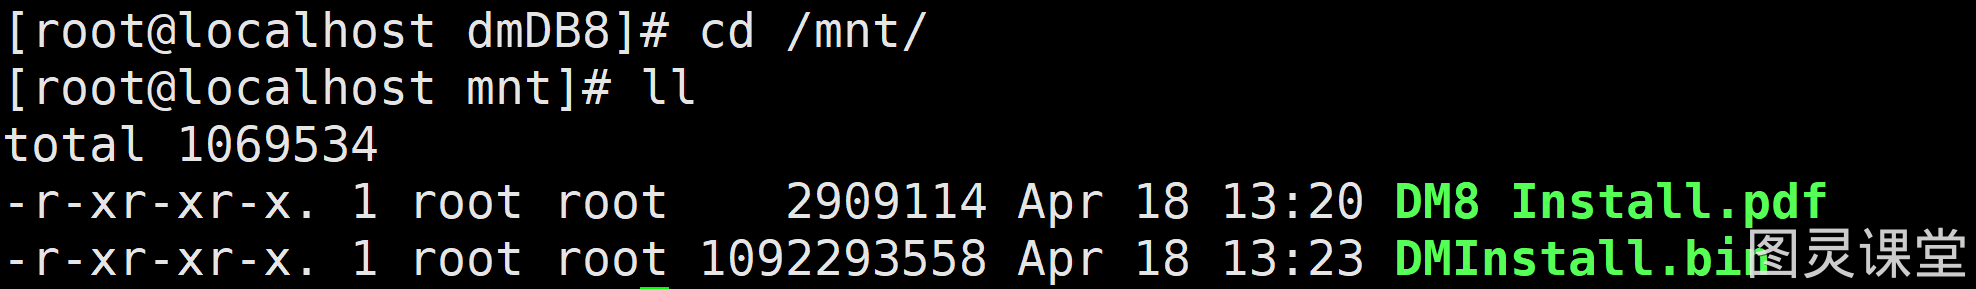 [root@localhost dmDB8]# cd /mnt/
[root@localhost mnt]# ll
total 1069534
-r-xr-xr-x. 1 root root    2909114 Apr 18 13:20 DM8 Install.pdf
-r-xr-xr-x. 1 root root 1092293558 Apr 18 13:23 DMInstall.bin
图灵课堂